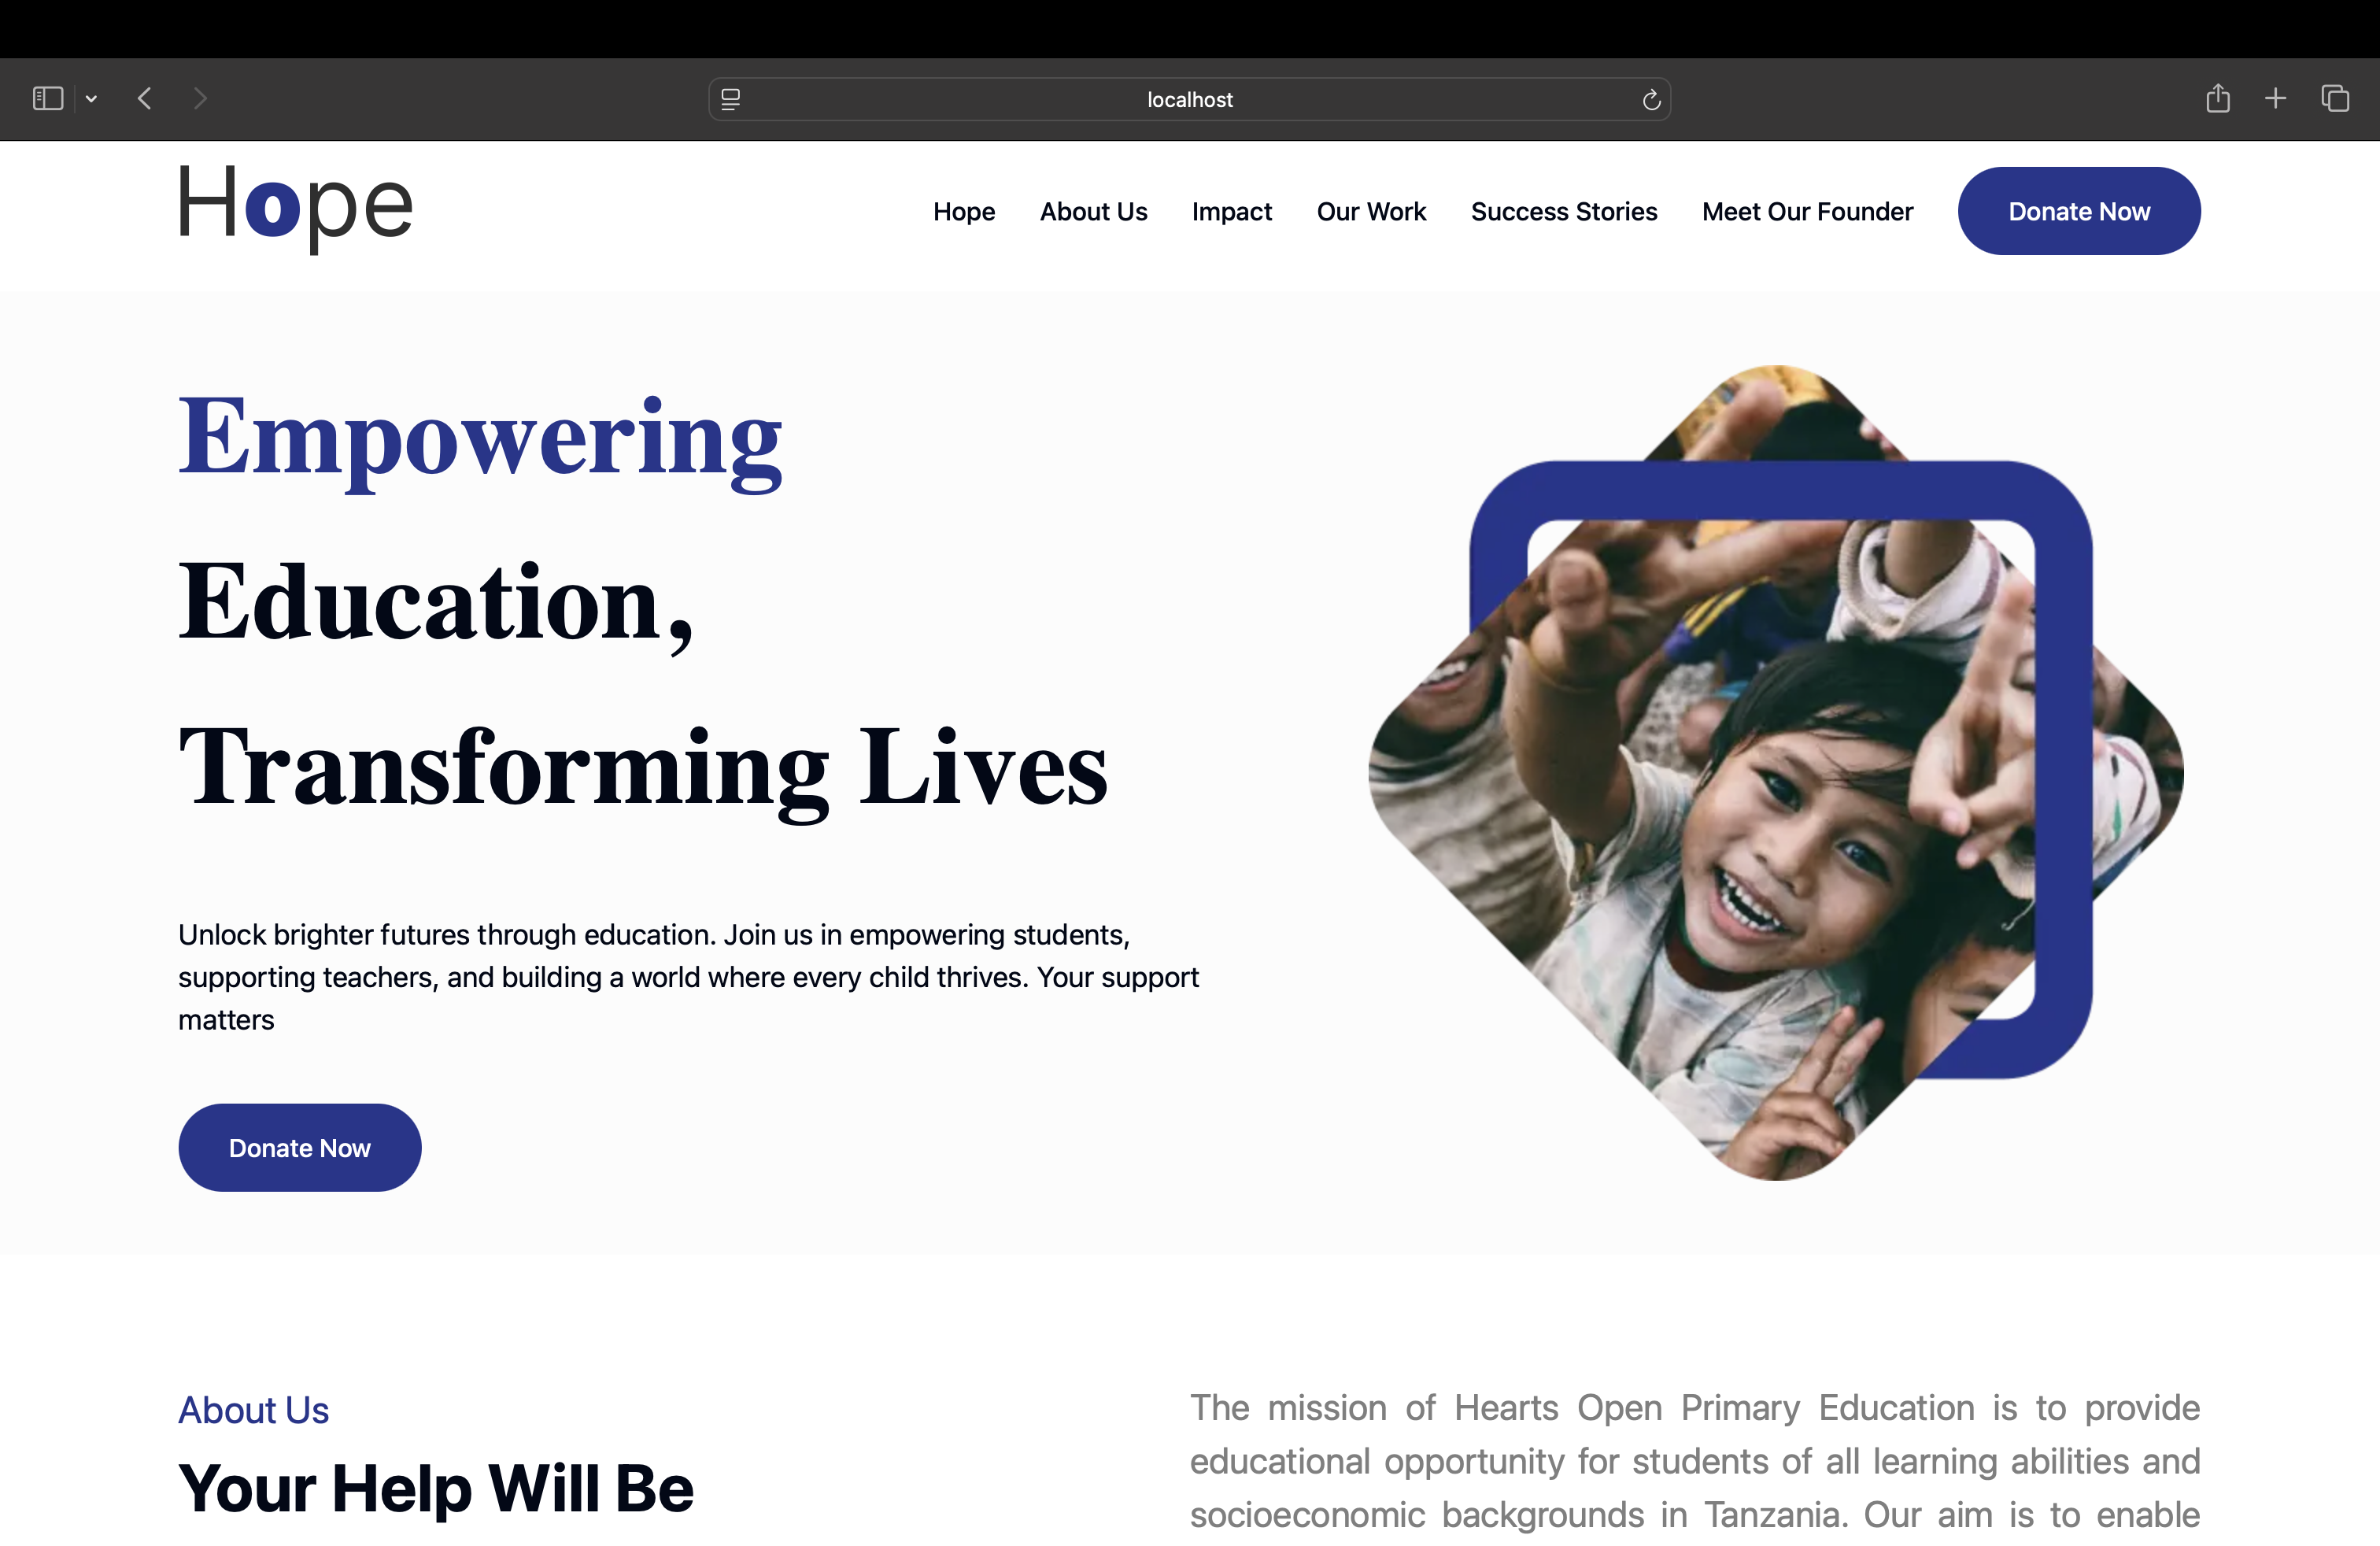 localhost
Hope
Hope About Us Impact Our Work Success Stories Meet Our Founder Donate Now
Empowering
Education,
Transforming Lives
Unlock brighter futures through education. Join us in empowering students,
supporting teachers, and building a world where every child thrives. Your support
matters
Donate Now
About Us
Your Help Will Be
The mission of Hearts Open Primary Education is to provide
educational opportunity for students of all learning abilities and
socioeconomic backgrounds in Tanzania. Our aim is to enable